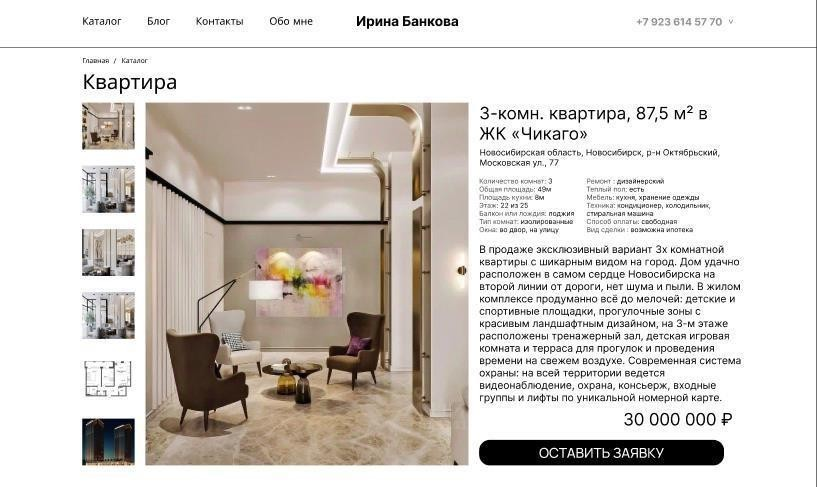 Каталог Блог Контакты Обо мне Ирина Банкова +7 923 614 57 70 v
Главная / Каталог
Квартира
3-комн. квартира, 87,5 м² в
ЖК «Чикаго»
Новосибирская область, Новосибирск, р-н Октябрьский,
Московская ул., 77
Количество комнат: 3
Общая площадь: 49м
Площадь кухни: 8м
Этаж: 22 из 25
Балкон или лоджия: лоджия
Тип комнат: изолированные
Окна: во двор, на улицу
Ремонт : дизайнерский
Теплый пол: есть
Мебель: кухня, хранение одежды
Техника: кондиционер, холодильник,
стиральная машина
Способ оплаты: свободная
Вид сделки : возможна ипотека
В продаже эксклюзивный вариант 3х комнатной
квартиры с шикарным видом на город. Дом удачно
расположен в самом сердце Новосибирска на
второй линии от дороги, нет шума и пыли. В жилом
комплексе продуманно всё до мелочей: детские и
спортивные площадки, прогулочные зоны с
красивым ландшафтным дизайном, на 3-м этаже
расположены тренажерный зал, детская игровая
комната и терраса для прогулок и проведения
времени на свежем воздухе. Современная система
охраны: на всей территории ведется
видеонаблюдение, охрана, консьерж, входные
группы и лифты по уникальной номерной карте.
30 000 000 ₽
ОСТАВИТЬ ЗАЯВКУ